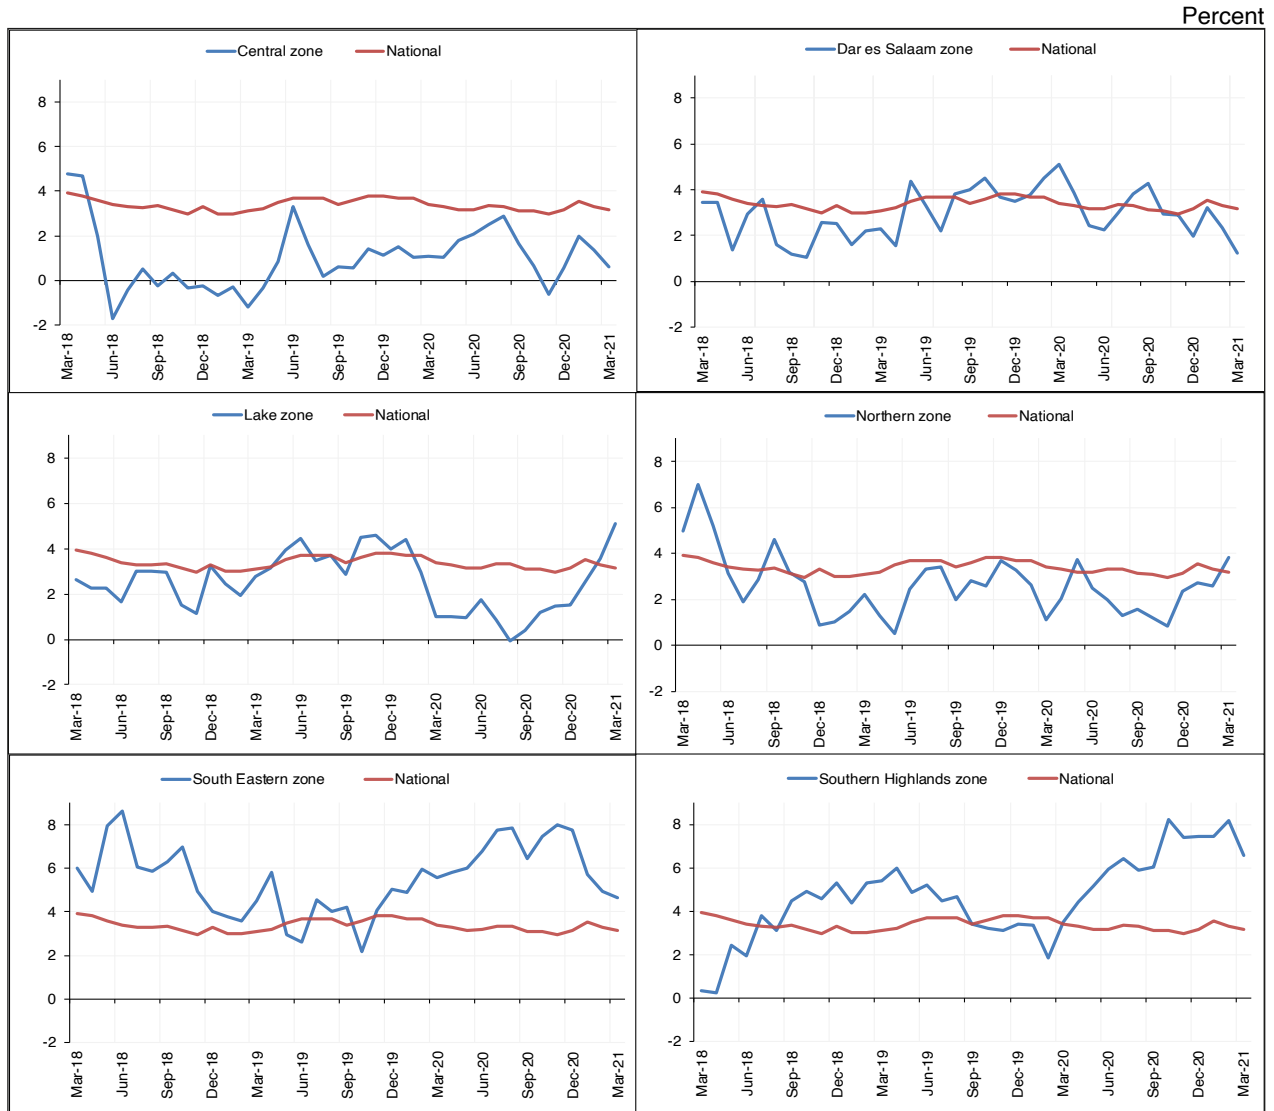 Percent
Central zone National
8
6
4
2
0
-2
Mar-18 Jun-18 Sep-18 Dec-18 Mar-19 Jun-19 Sep-19 Dec-19 Mar-20 Jun-20 Sep-20 Dec-20 Mar-21
Dar es Salaam zone National
8
6
4
2
0
-2
Mar-18 Jun-18 Sep-18 Dec-18 Mar-19 Jun-19 Sep-19 Dec-19 Mar-20 Jun-20 Sep-20 Dec-20 Mar-21
Lake zone National
8
6
4
2
0
-2
Mar-18 Jun-18 Sep-18 Dec-18 Mar-19 Jun-19 Sep-19 Dec-19 Mar-20 Jun-20 Sep-20 Dec-20 Mar-21
Northern zone National
8
6
4
2
0
-2
Mar-18 Jun-18 Sep-18 Dec-18 Mar-19 Jun-19 Sep-19 Dec-19 Mar-20 Jun-20 Sep-20 Dec-20 Mar-21
South Eastern zone National
8
6
4
2
0
-2
Mar-18 Jun-18 Sep-18 Dec-18 Mar-19 Jun-19 Sep-19 Dec-19 Mar-20 Jun-20 Sep-20 Dec-20 Mar-21
Southern Highlands zone National
8
6
4
2
0
-2
Mar-18 Jun-18 Sep-18 Dec-18 Mar-19 Jun-19 Sep-19 Dec-19 Mar-20 Jun-20 Sep-20 Dec-20 Mar-21